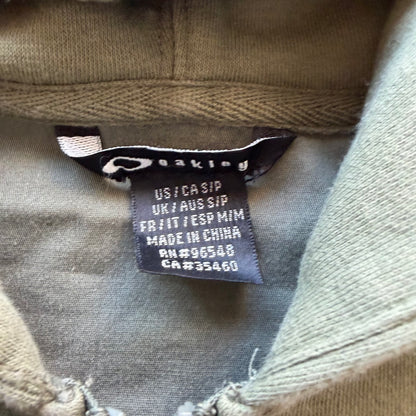 oakley
US/CA S/P
UK/AUS S/P
FR/IT/ESP M/M
MADE IN CHINA
RN#96548
CA#35460